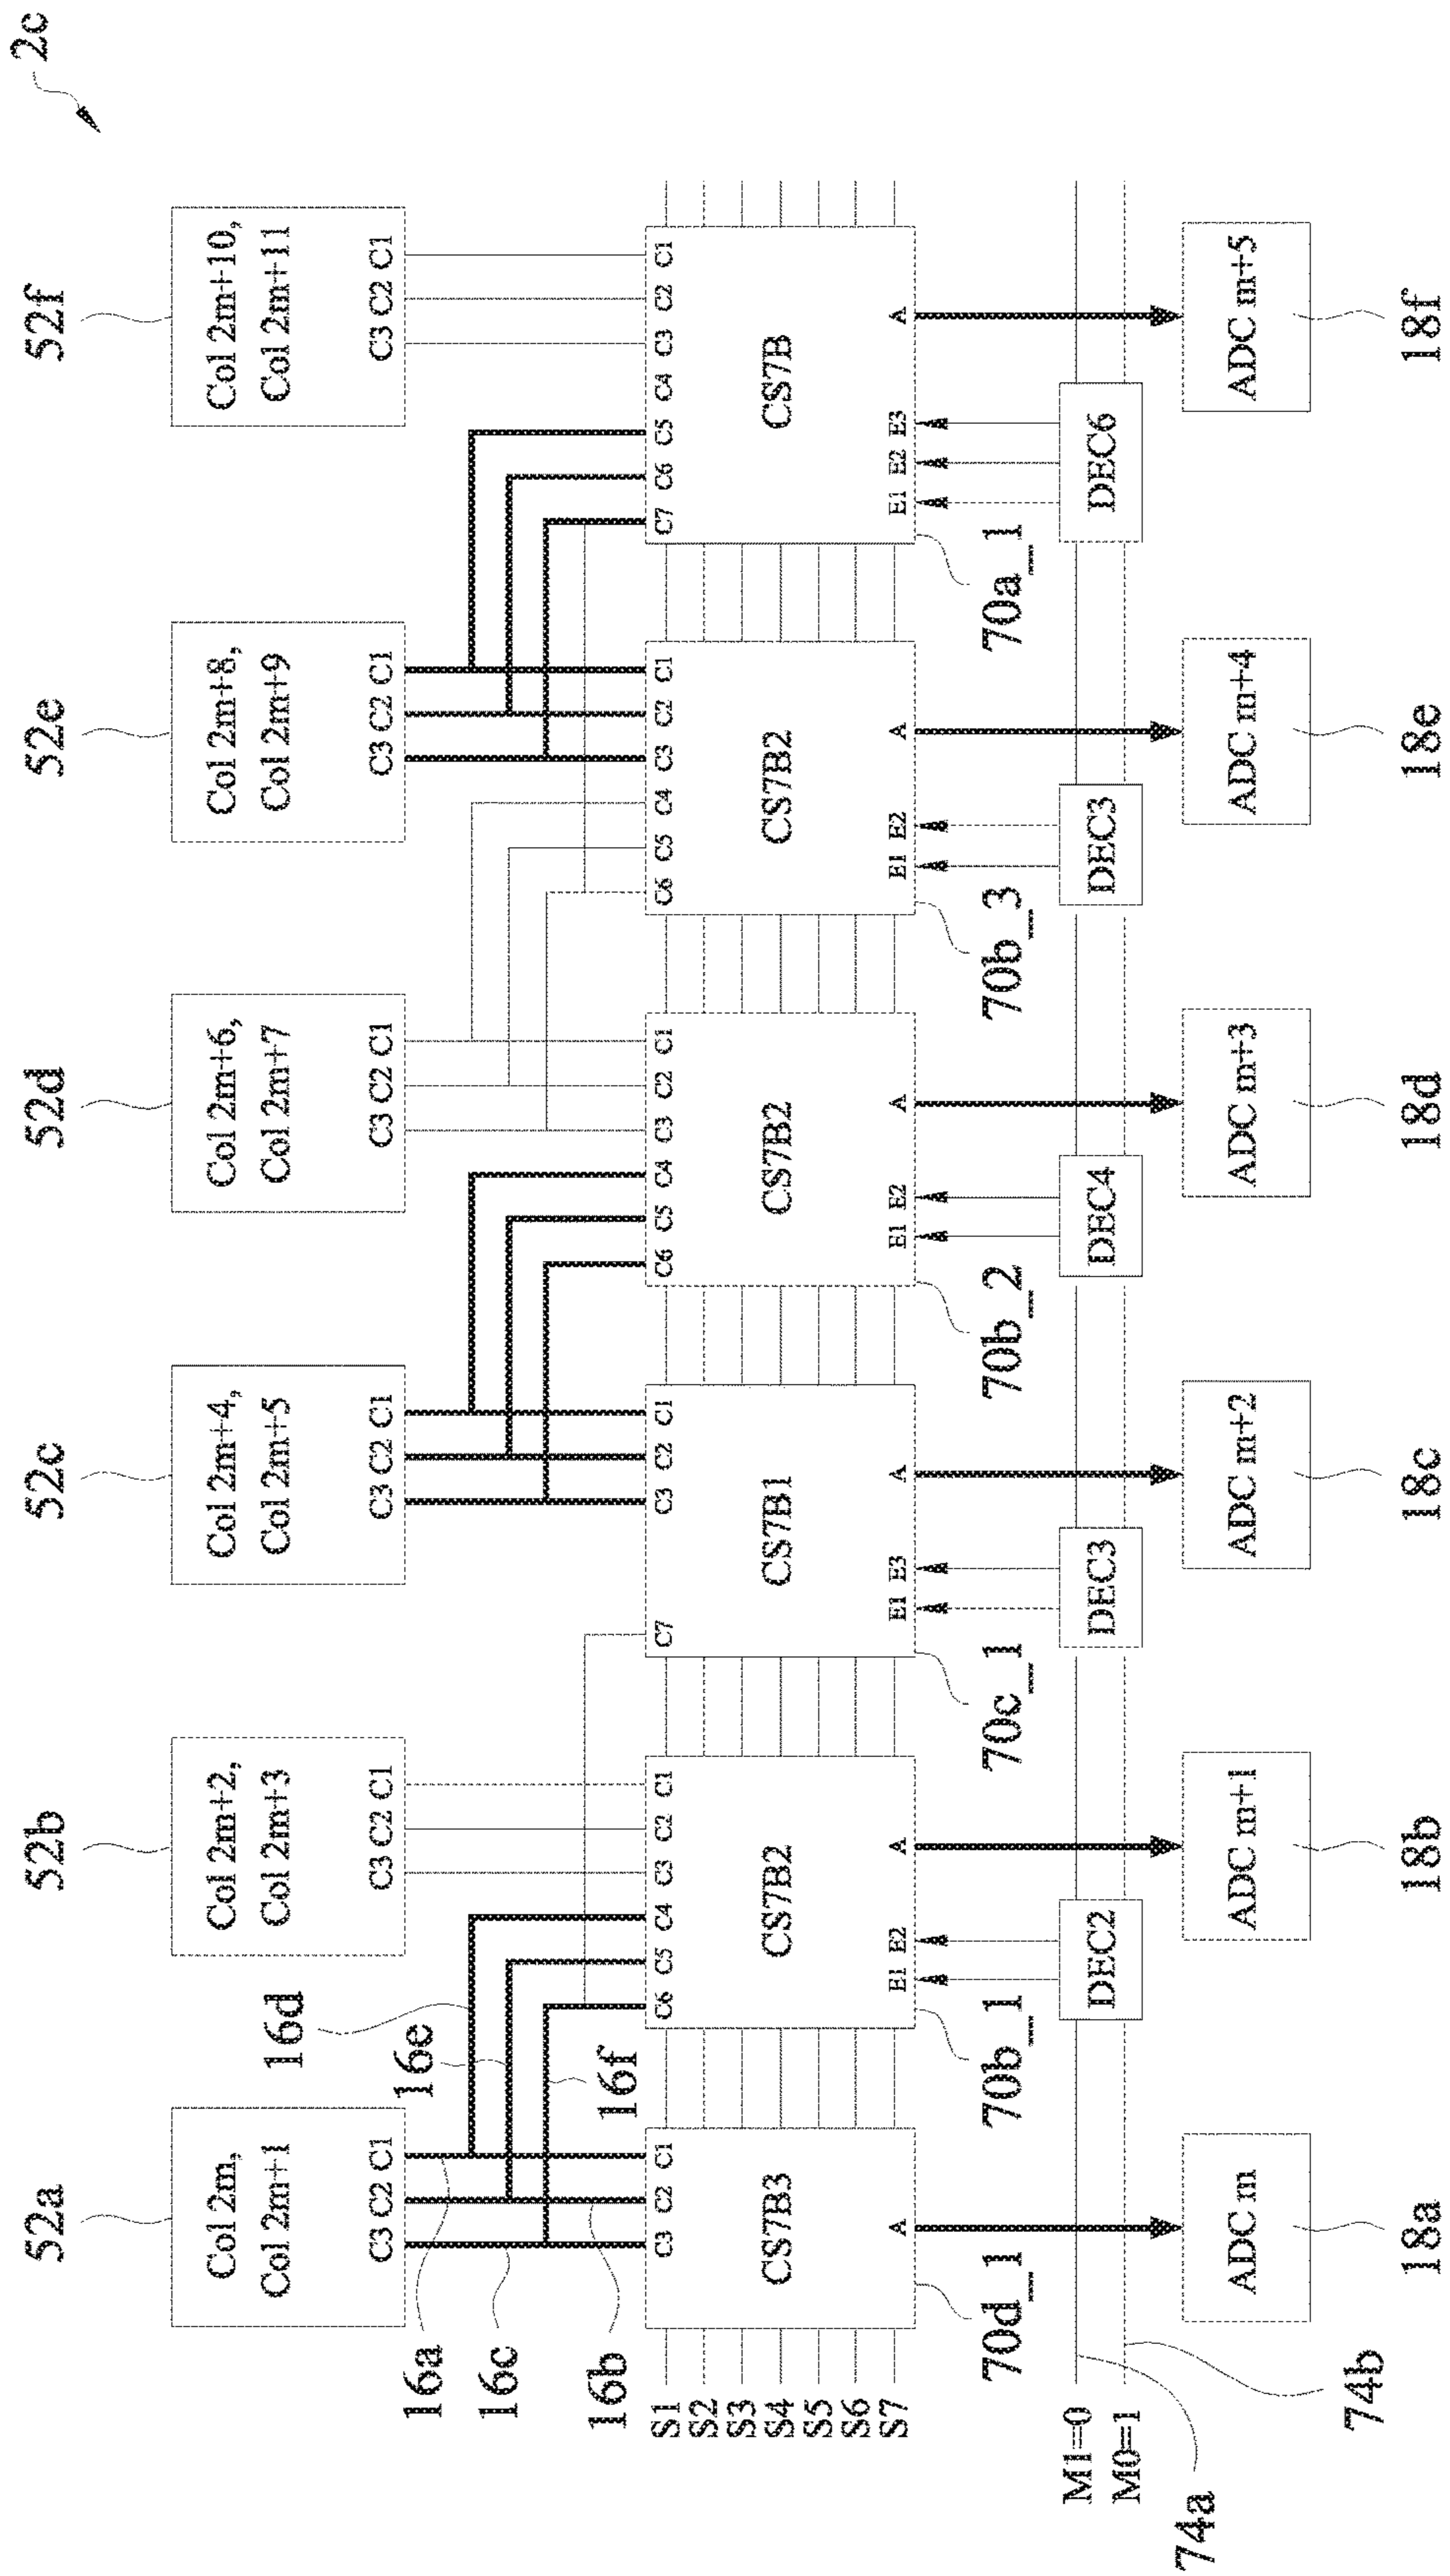 2c
52a
52b
52c
52d
52e
52f
Col 2m,
Col 2m+1
C3 C2 C1
Col 2m+2,
Col 2m+3
C3 C2 C1
Col 2m+4,
Col 2m+5
C3 C2 C1
Col 2m+6,
Col 2m+7
C3 C2 C1
Col 2m+8,
Col 2m+9
C3 C2 C1
Col 2m+10,
Col 2m+11
C3 C2 C1
16a
16c
16b
16d
16e
16f
S1
S2
S3
S4
S5
S6
S7
C3 C2 C1
CS7B3
A
C6 C5 C4 C3 C2 C1
CS7B2
E1 E2 A
C7 C3 C2 C1
CS7B1
E1 E3 A
C6 C5 C4 C3 C2 C1
CS7B2
E1 E2 A
C6 C5 C4 C3 C2 C1
CS7B2
E1 E2 A
C7 C6 C5 C4 C3 C2 C1
CS7B
E1 E2 E3 A
70d_1
70b_1
70c_1
70b_2
70b_3
70a_1
M1=0
M0=1
DEC2
DEC3
DEC4
DEC3
DEC6
74a
74b
ADC m
ADC m+1
ADC m+2
ADC m+3
ADC m+4
ADC m+5
18a
18b
18c
18d
18e
18f